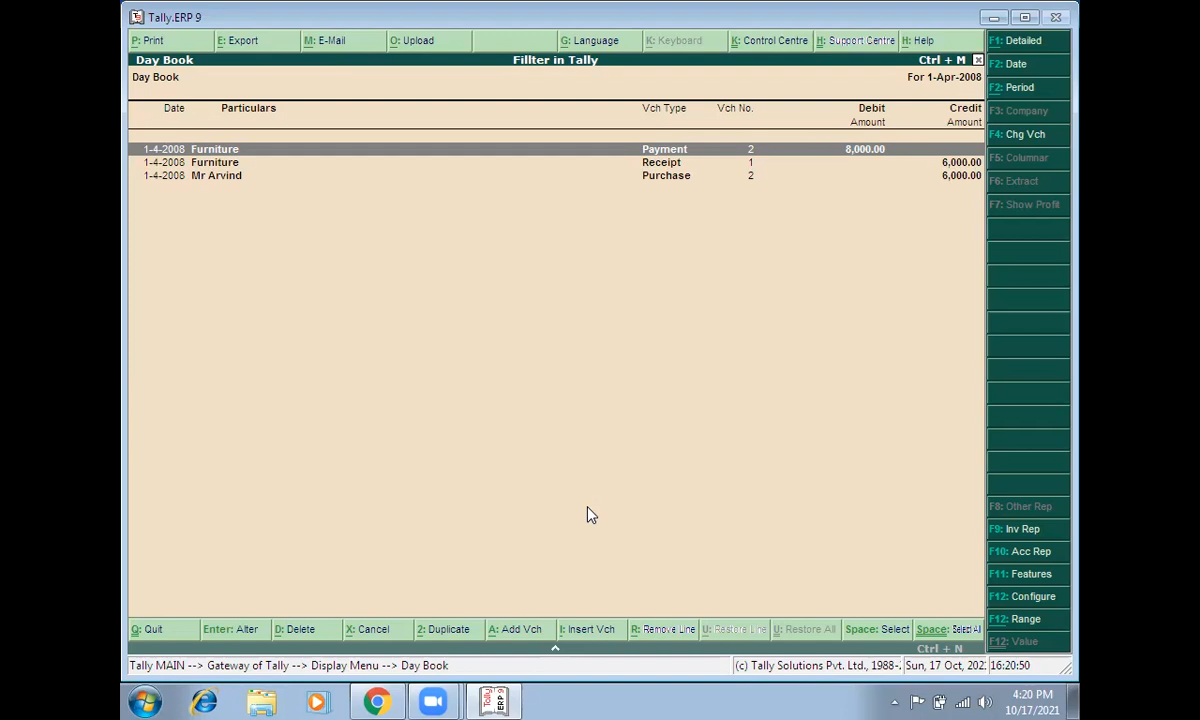 Tally.ERP 9
P: Print E: Export M: E-Mail O: Upload G: Language K: Keyboard K: Control Centre H: Support Centre H: Help
F1: Detailed
Day Book Fillter in Tally Ctrl + M
F2: Date
Day Book For 1-Apr-2008
F2: Period
Date Particulars Vch Type Vch No. Debit Credit
F3: Company
Amount Amount
F4: Chg Vch
1-4-2008 Furniture Payment 2 8,000.00
F5: Columnar
1-4-2008 Furniture Receipt 1 6,000.00
1-4-2008 Mr Arvind Purchase 2 6,000.00
F6: Extract
F7: Show Profit
F8: Other Rep
F9: Inv Rep
F10: Acc Rep
F11: Features
F12: Configure
F12: Range
Q: Quit Enter: Alter D: Delete X: Cancel 2: Duplicate A: Add Vch I: Insert Vch R: Remove Line U: Restore Line U: Restore All Space: Select Space: Select All
F12: Value
Ctrl + N
Tally MAIN --> Gateway of Tally --> Display Menu --> Day Book (c) Tally Solutions Pvt. Ltd., 1988-. Sun, 17 Oct, 202 16:20:50
Tally ERP 9
4:20 PM
10/17/2021